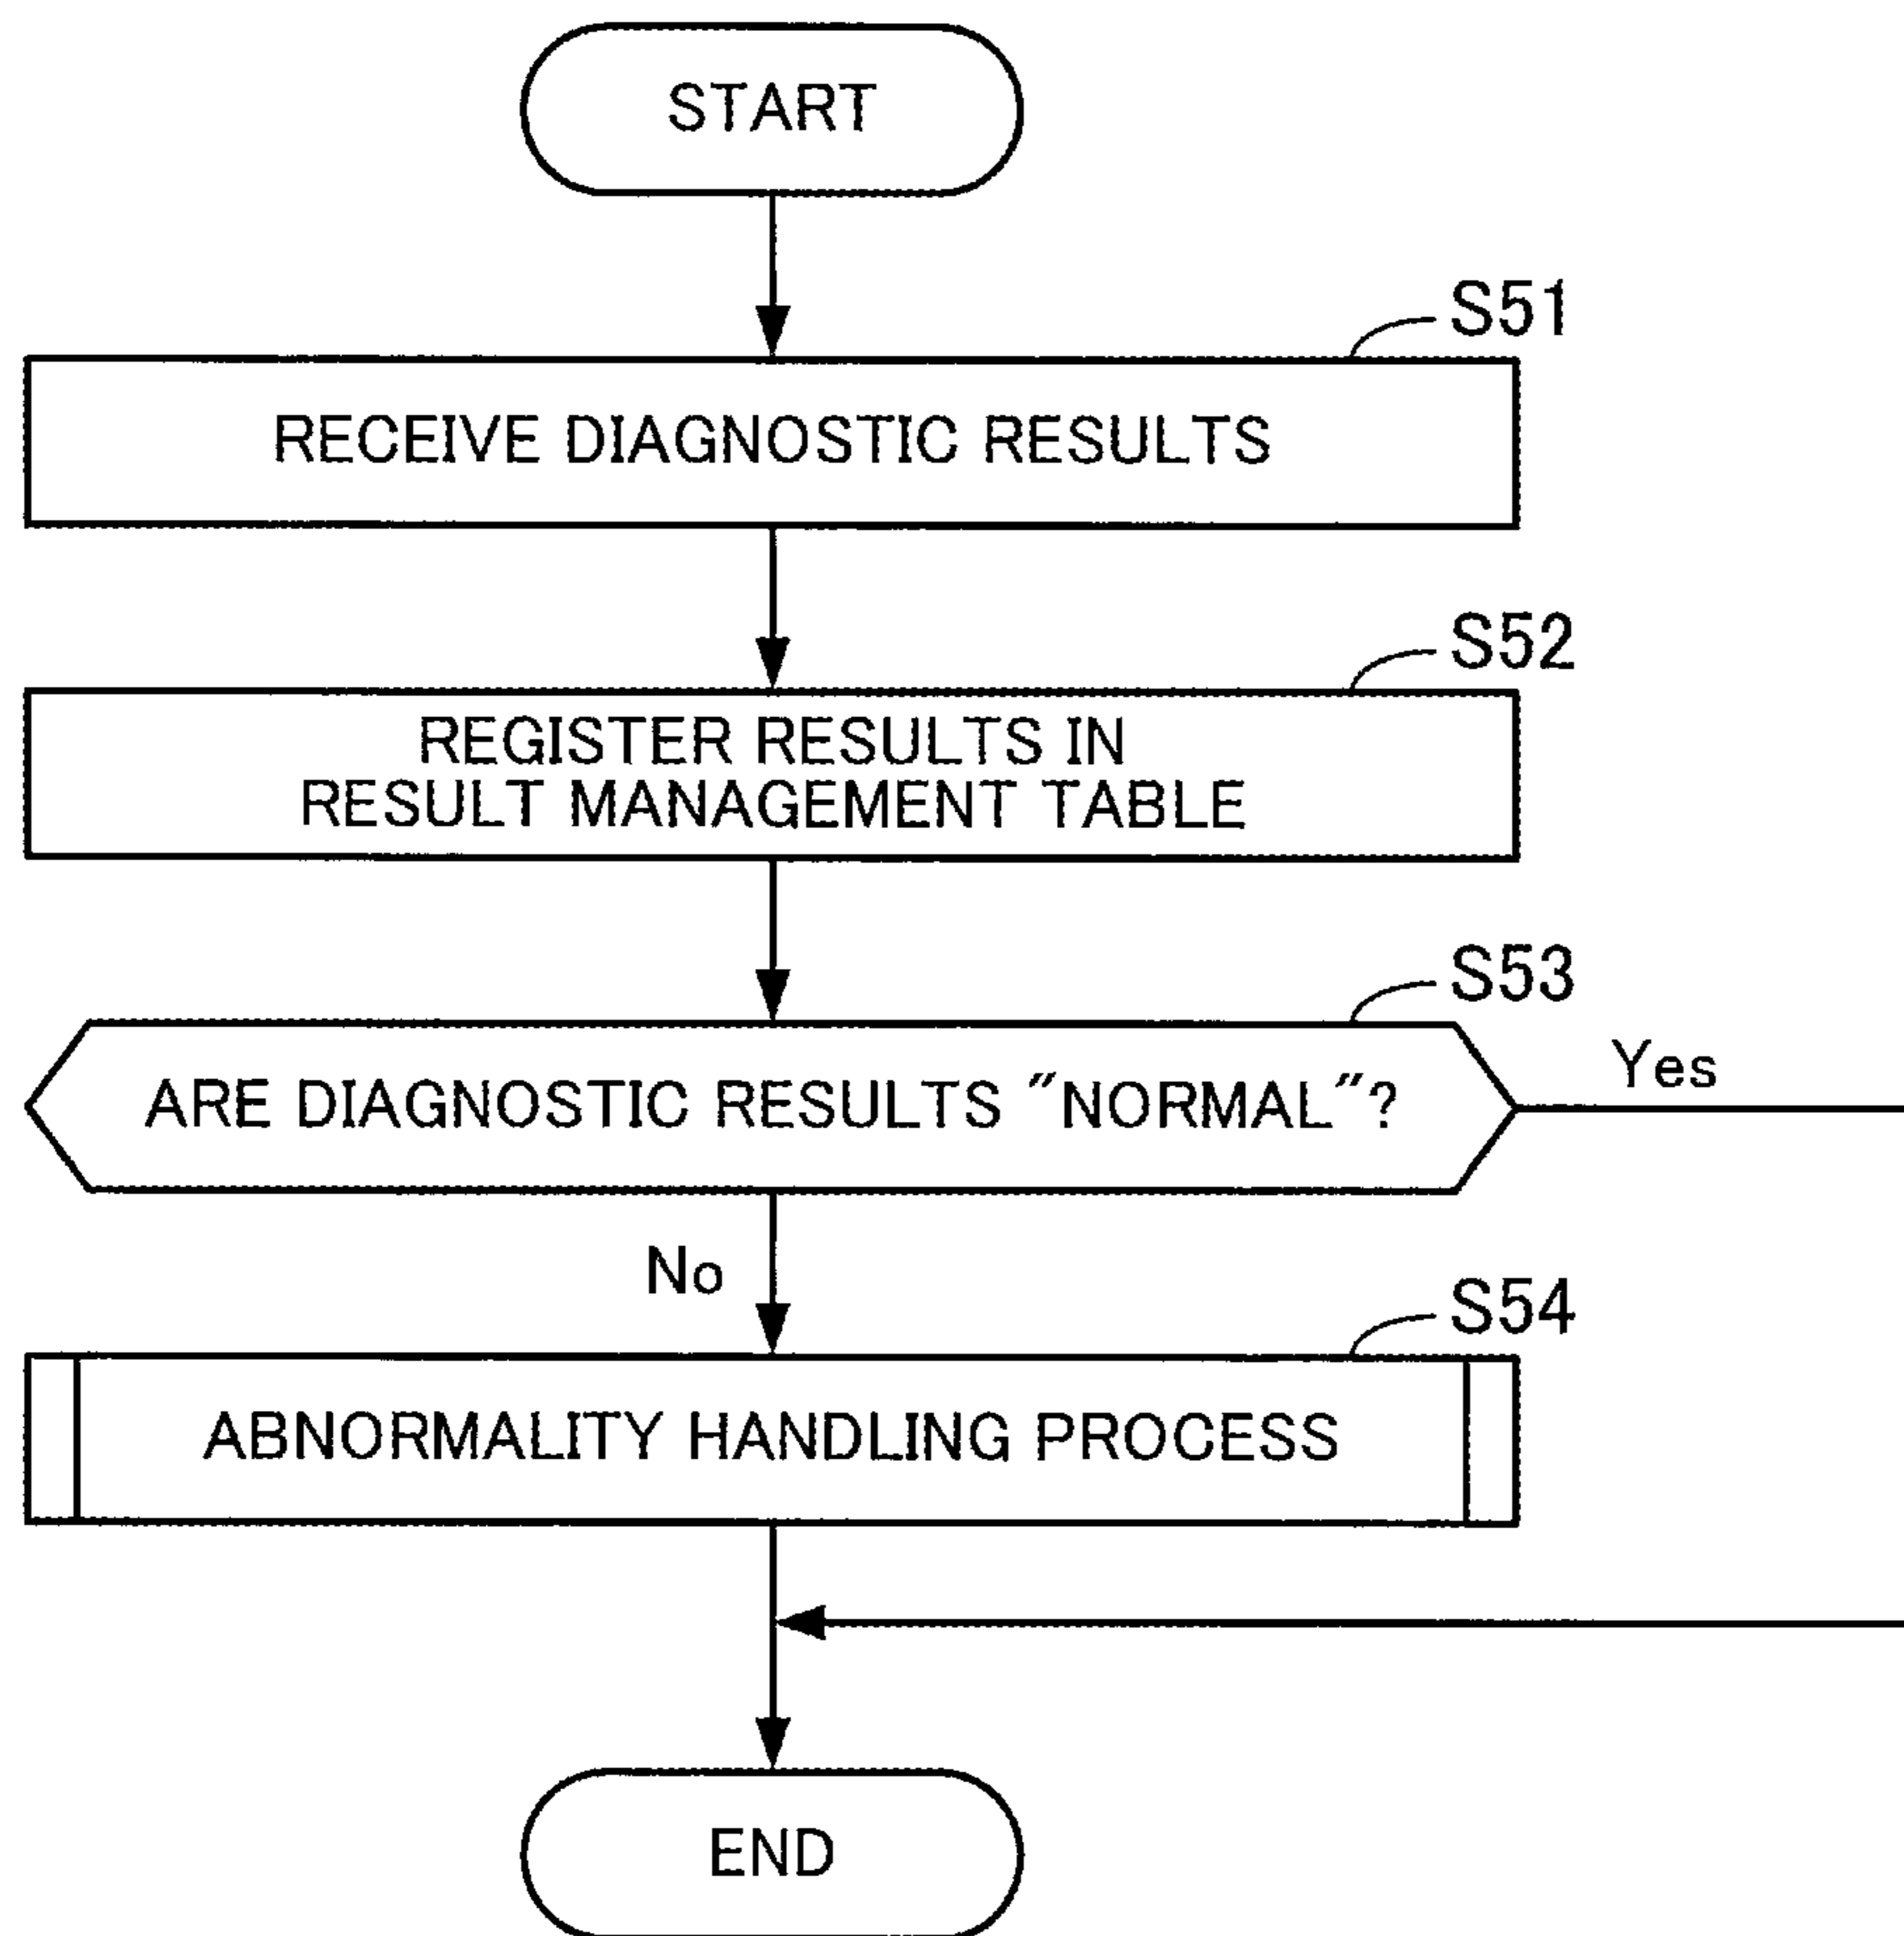 START
S51
RECEIVE DIAGNOSTIC RESULTS
S52
REGISTER RESULTS IN
RESULT MANAGEMENT TABLE
S53
ARE DIAGNOSTIC RESULTS "NORMAL"?
Yes
No
S54
ABNORMALITY HANDLING PROCESS
END